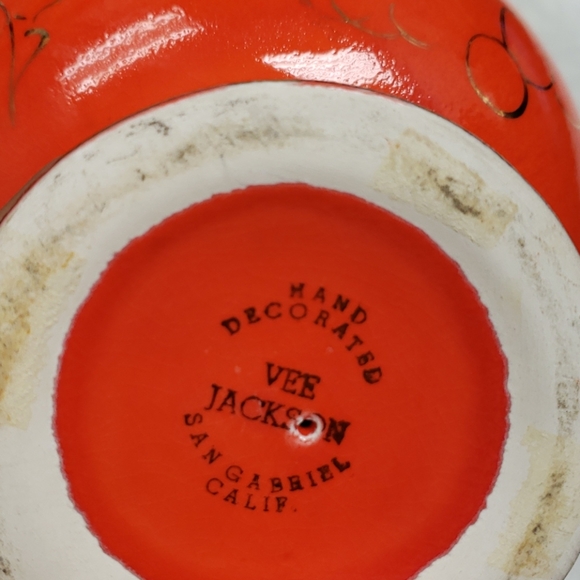 HAND
DECORATED
VEE
JACKSON
SAN GABRIEL
CALIF.